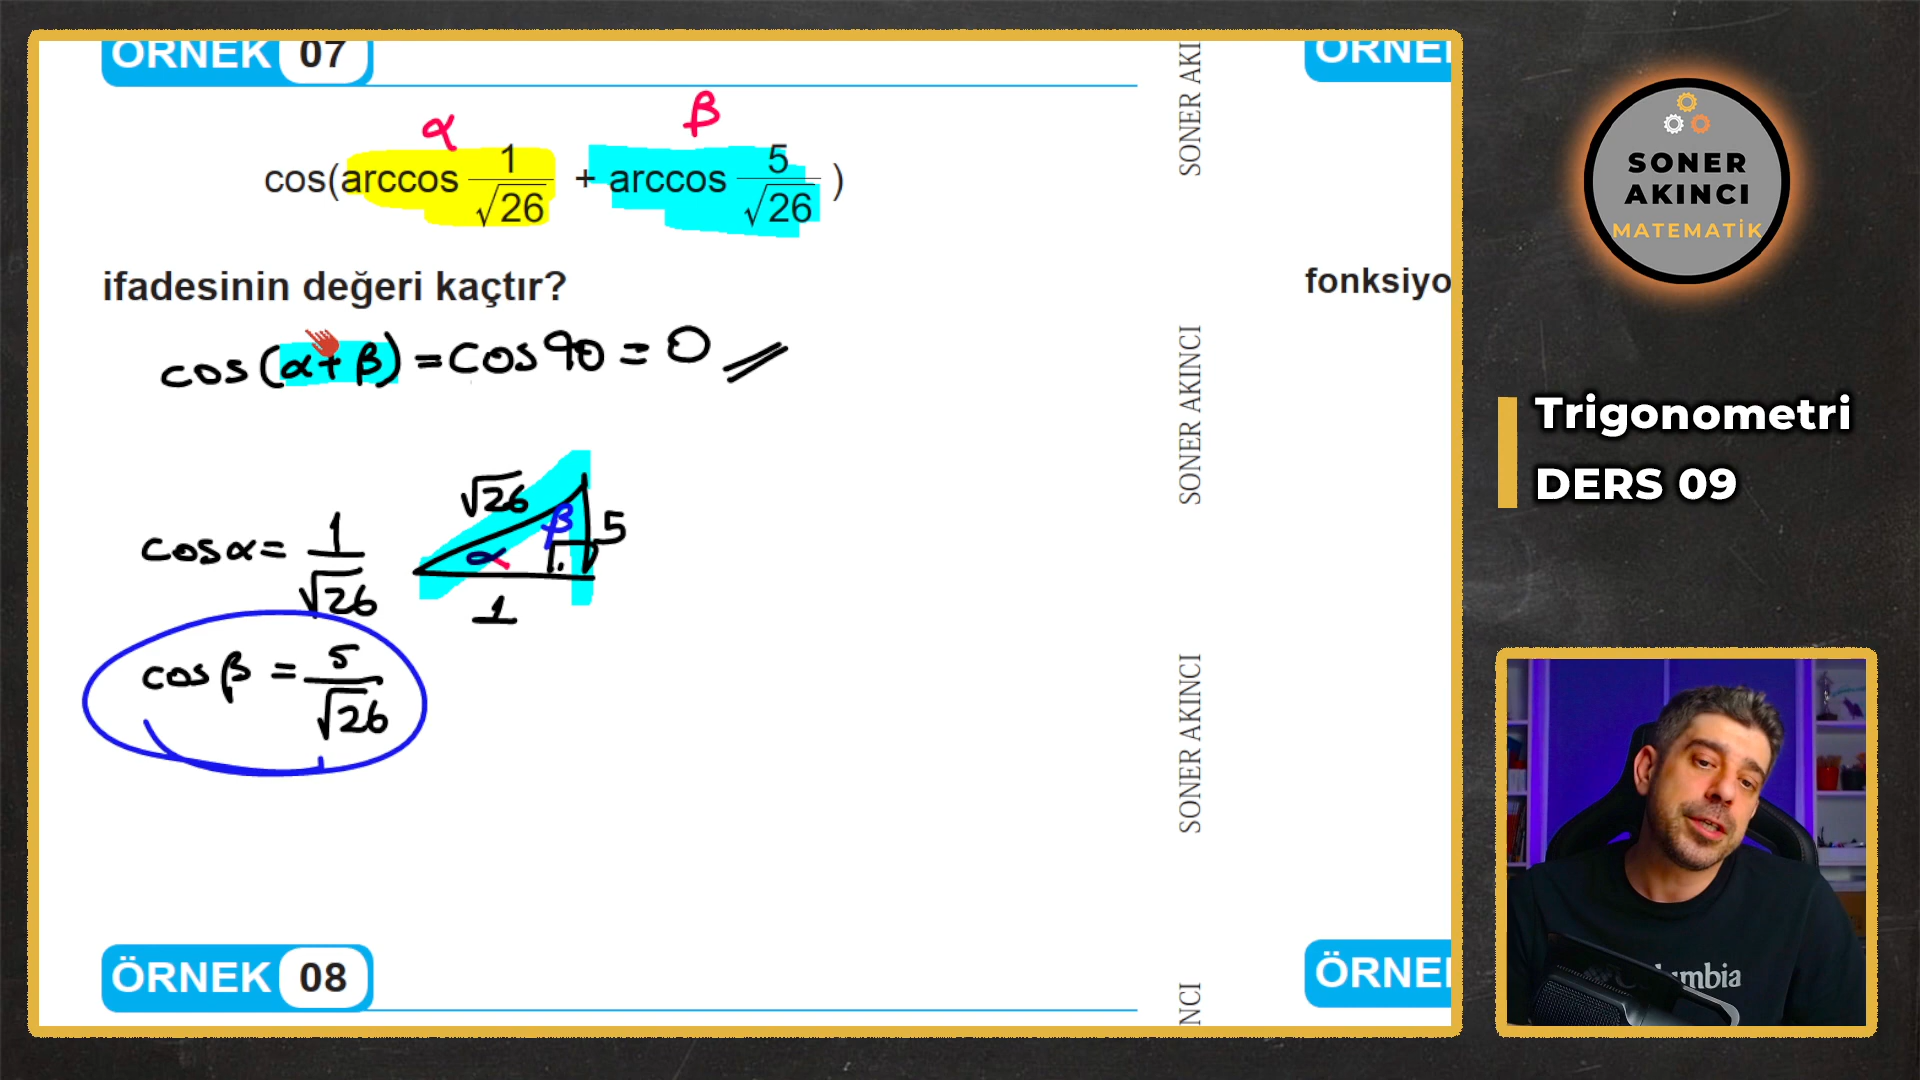 ÖRNEK 07
α β
cos(arccos 1/√26 + arccos 5/√26 )
ifadesinin değeri kaçtır?
cos (α + β) = cos 90 = 0
cos α = 1/√26
√26
β
5
α
1
cos β = 5/√26
ÖRNEK 08
SONER AKI
SONER AKINCI
SONER AKINCI
NCI
ÖRNE
fonksiyo
ÖRNE
SONER
AKINCI
MATEMATİK
Trigonometri
DERS 09
mbia